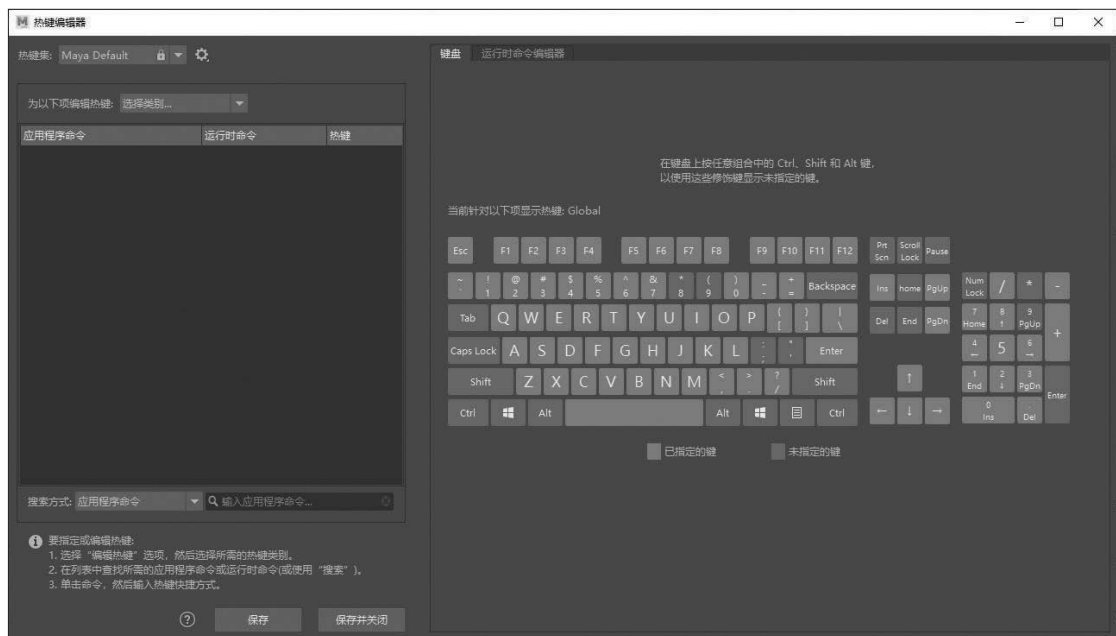 热键编辑器
热键集: Maya Default
为以下项编辑热键: 选择类别...
应用程序命令 运行时命令 热键
搜索方式: 应用程序命令 输入应用程序命令...
要指定或编辑热键:
1. 选择“编辑热键”选项，然后选择所需的热键类别。
2. 在列表中查找所需的应用程序命令或运行时命令(或使用“搜索”)。
3. 单击命令，然后输入热键快捷方式。
? 保存 保存并关闭
键盘 运行时命令编辑器
在键盘上按任意组合中的 Ctrl、Shift 和 Alt 键,
以使用这些修饰键显示未指定的键。
当前针对以下项显示热键: Global
Esc F1 F2 F3 F4 F5 F6 F7 F8 F9 F10 F11 F12 Prt Scn Scroll Lock Pause
~ ` ! 1 @ 2 # 3 $ 4 % 5 ^ 6 & 7 * 8 ( 9 ) 0 _ - + = Backspace Ins home PgUp Num Lock / * -
Tab Q W E R T Y U I O P { [ } ] | \ Del End PgDn 7 Home 8 ↑ 9 PgUp +
Caps Lock A S D F G H J K L : ; " ' Enter 4 ← 5 6 →
Shift Z X C V B N M < , > . ? / Shift ↑ 1 End 2 ↓ 3 PgDn Enter
Ctrl Alt Alt Ctrl ← ↓ → 0 Ins . Del
已指定的键 未指定的键